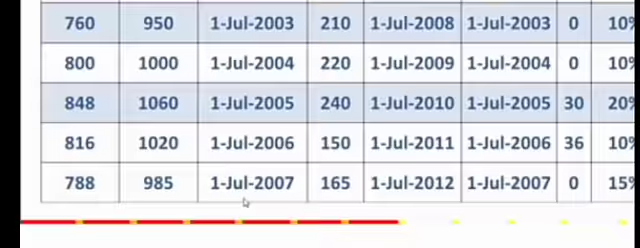 760 950 1-Jul-2003 210 1-Jul-2008 1-Jul-2003 0 10%
800 1000 1-Jul-2004 220 1-Jul-2009 1-Jul-2004 0 10%
848 1060 1-Jul-2005 240 1-Jul-2010 1-Jul-2005 30 20%
816 1020 1-Jul-2006 150 1-Jul-2011 1-Jul-2006 36 10%
788 985 1-Jul-2007 165 1-Jul-2012 1-Jul-2007 0 15%